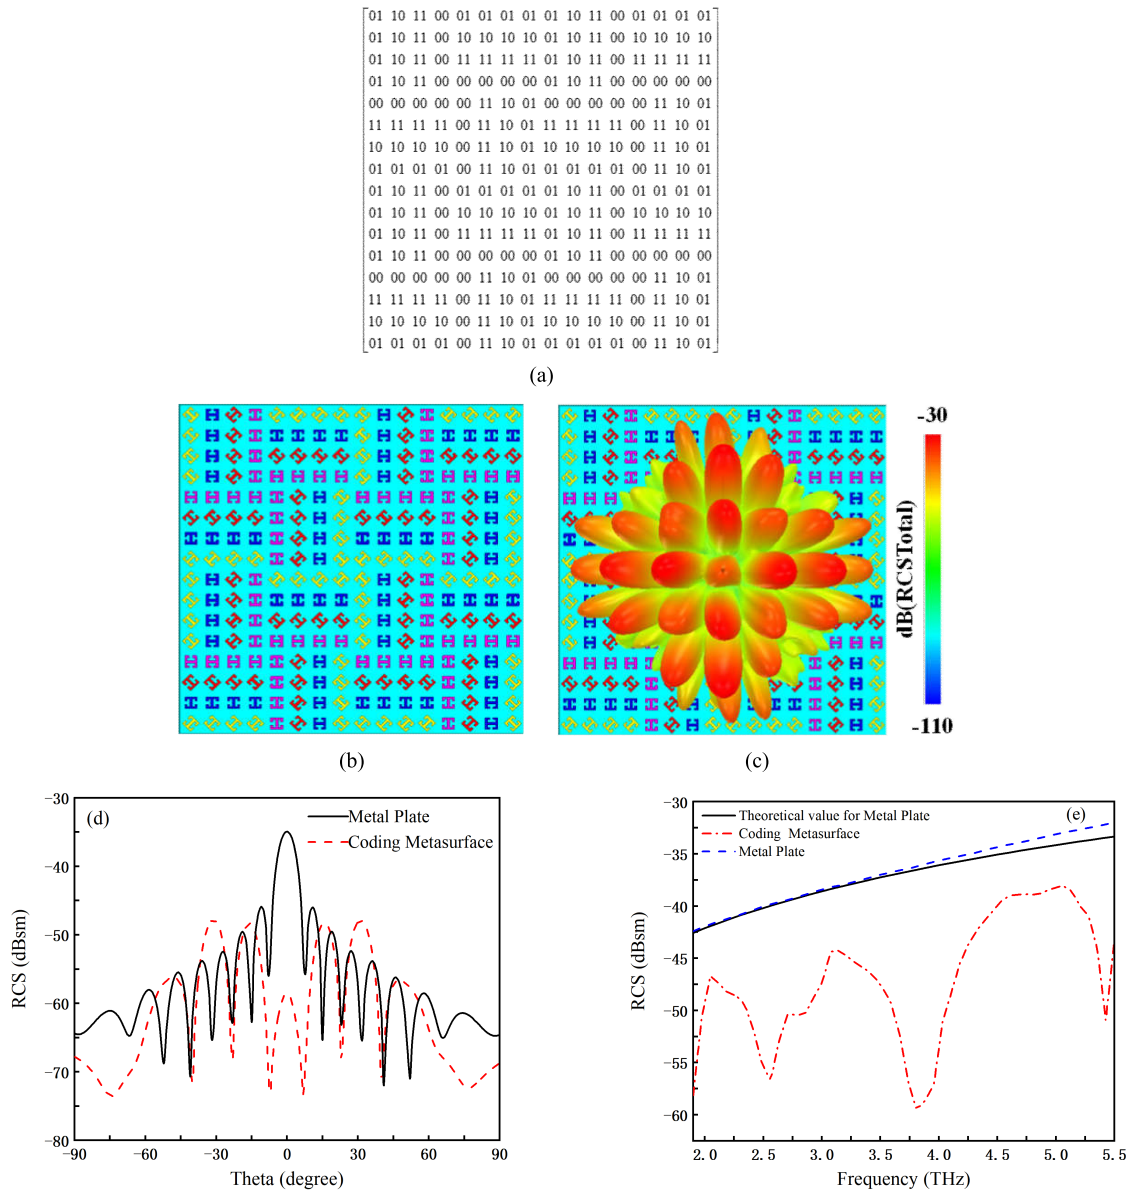 01 10 11 00 01 01 01 01 01 10 11 00 01 01 01 01
01 10 11 00 10 10 10 10 01 10 11 00 10 10 10 10
01 10 11 00 11 11 11 11 01 10 11 00 11 11 11 11
01 10 11 00 00 00 00 00 01 10 11 00 00 00 00 00
00 00 00 00 00 11 10 01 00 00 00 00 00 11 10 01
11 11 11 11 00 11 10 01 11 11 11 11 00 11 10 01
10 10 10 10 00 11 10 01 10 10 10 10 00 11 10 01
01 01 01 01 00 11 10 01 01 01 01 01 00 11 10 01
01 10 11 00 01 01 01 01 01 10 11 00 01 01 01 01
01 10 11 00 10 10 10 10 01 10 11 00 10 10 10 10
01 10 11 00 11 11 11 11 01 10 11 00 11 11 11 11
01 10 11 00 00 00 00 00 01 10 11 00 00 00 00 00
00 00 00 00 00 11 10 01 00 00 00 00 00 11 10 01
11 11 11 11 00 11 10 01 11 11 11 11 00 11 10 01
10 10 10 10 00 11 10 01 10 10 10 10 00 11 10 01
01 01 01 01 00 11 10 01 01 01 01 01 00 11 10 01
(a)
-30
dB(RCSTotal)
-110
(b)
(c)
(d)
Metal Plate
Coding Metasurface
−30
−40
−50
−60
−70
−80
RCS (dBsm)
−90 −60 −30 0 30 60 90
Theta (degree)
(e)
Theoretical value for Metal Plate
Coding Metasurface
Metal Plate
−30
−35
−40
−45
−50
−55
−60
RCS (dBsm)
2.0 2.5 3.0 3.5 4.0 4.5 5.0 5.5
Frequency (THz)